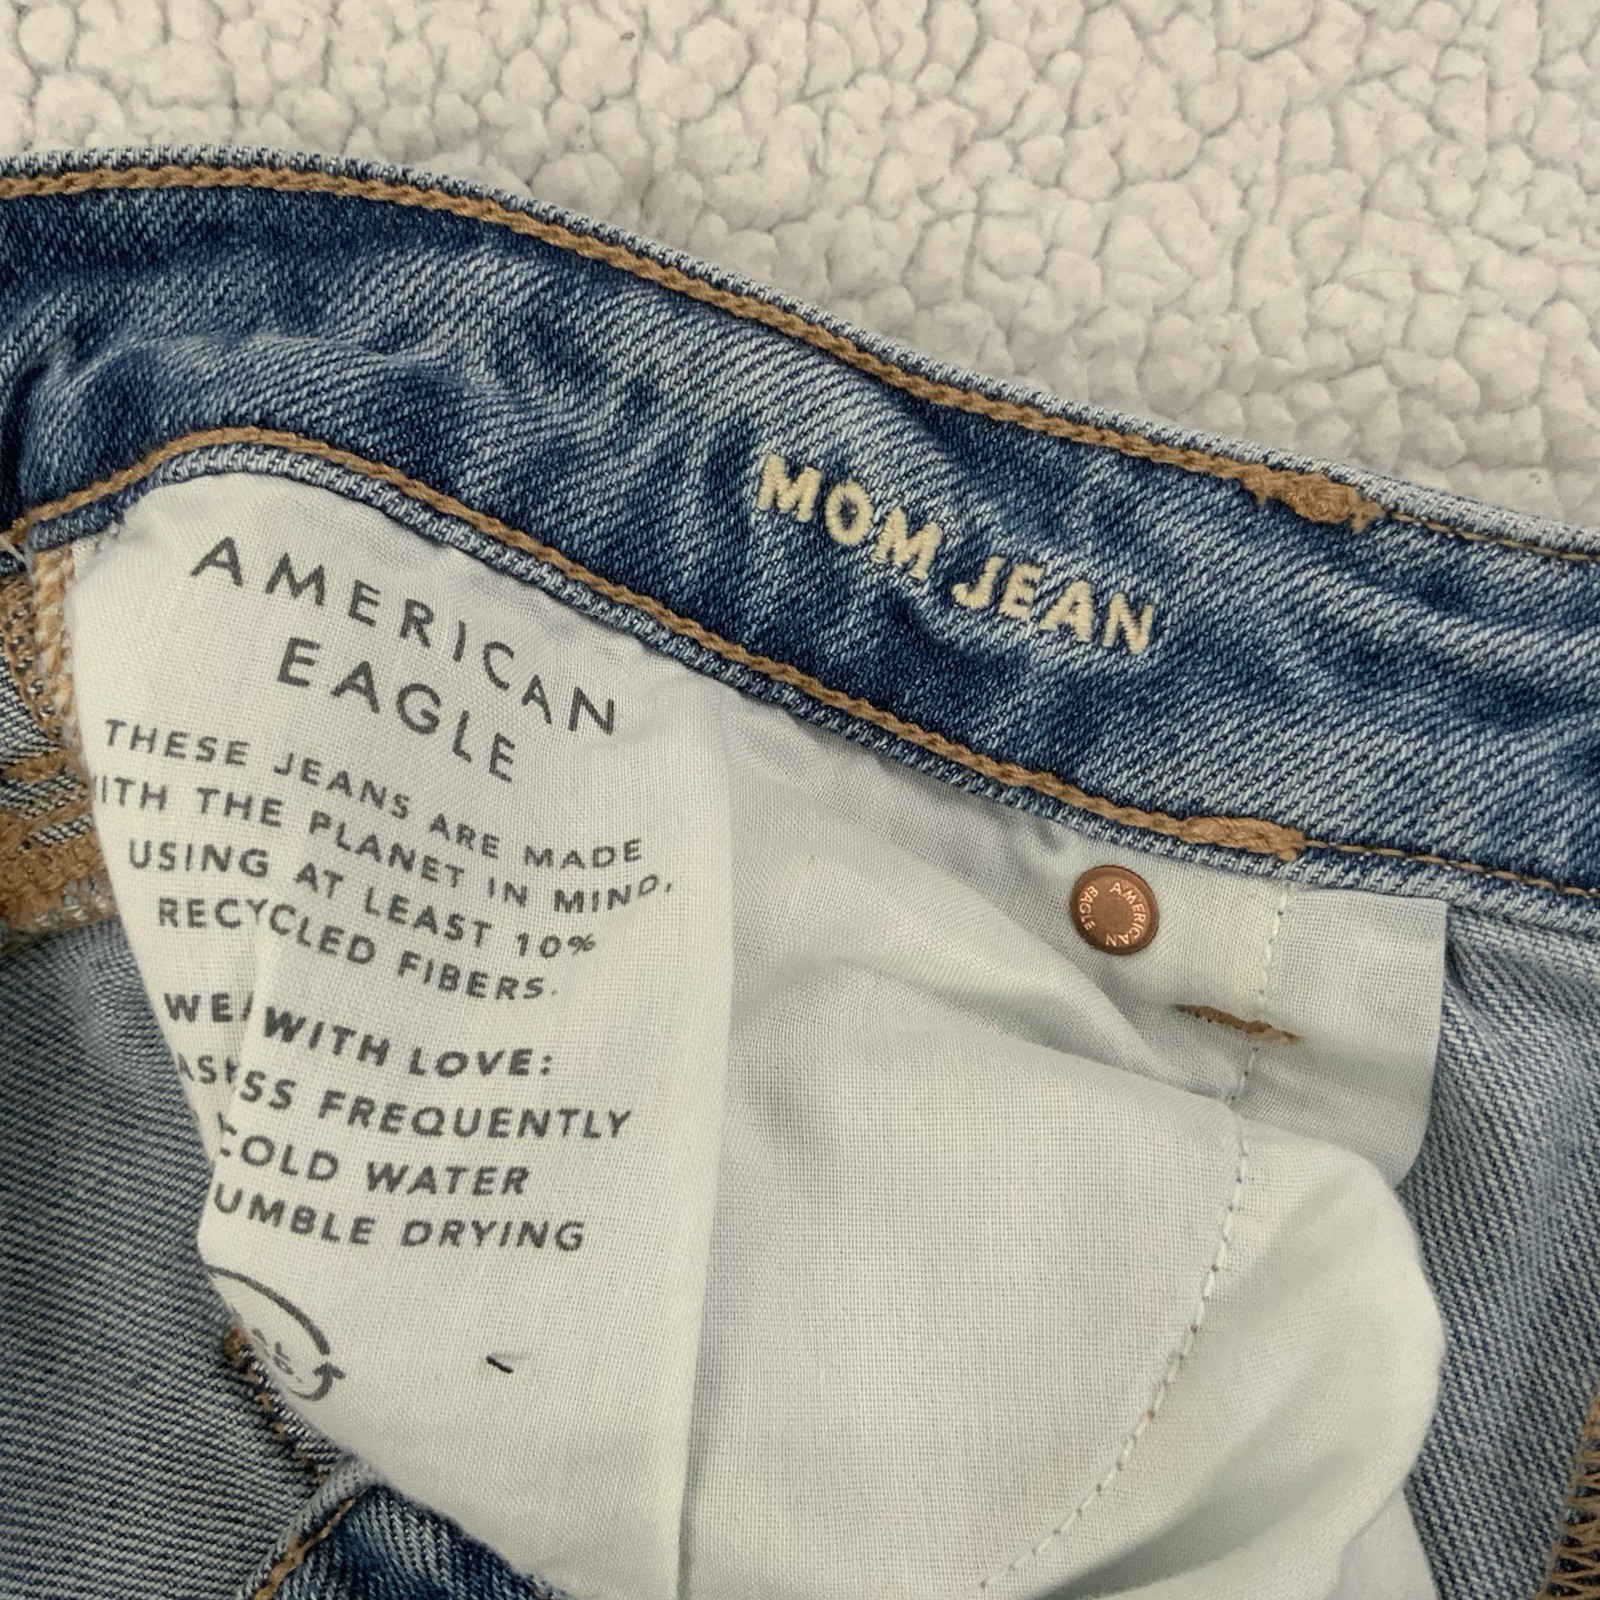 MOM JEAN
AMERICAN
EAGLE
THESE JEANS ARE MADE
WITH THE PLANET IN MIND,
USING AT LEAST 10%
RECYCLED FIBERS.
WITH LOVE:
FREQUENTLY
COLD WATER
DRYING
AMERICAN EAGLE